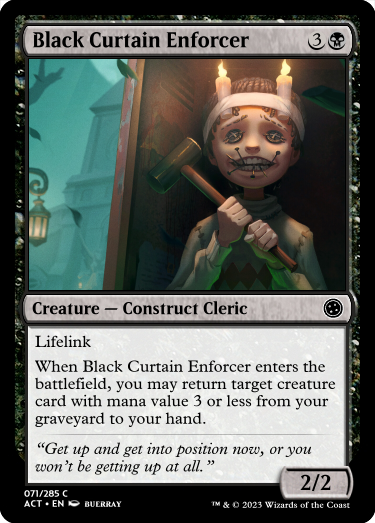 Black Curtain Enforcer 3
Creature — Construct Cleric
Lifelink
When Black Curtain Enforcer enters the
battlefield, you may return target creature
card with mana value 3 or less from your
graveyard to your hand.
“Get up and get into position now, or you
won’t be getting up at all.”
2/2
071/285 C
ACT • EN BUERRAY
™ & © 2023 Wizards of the Coast